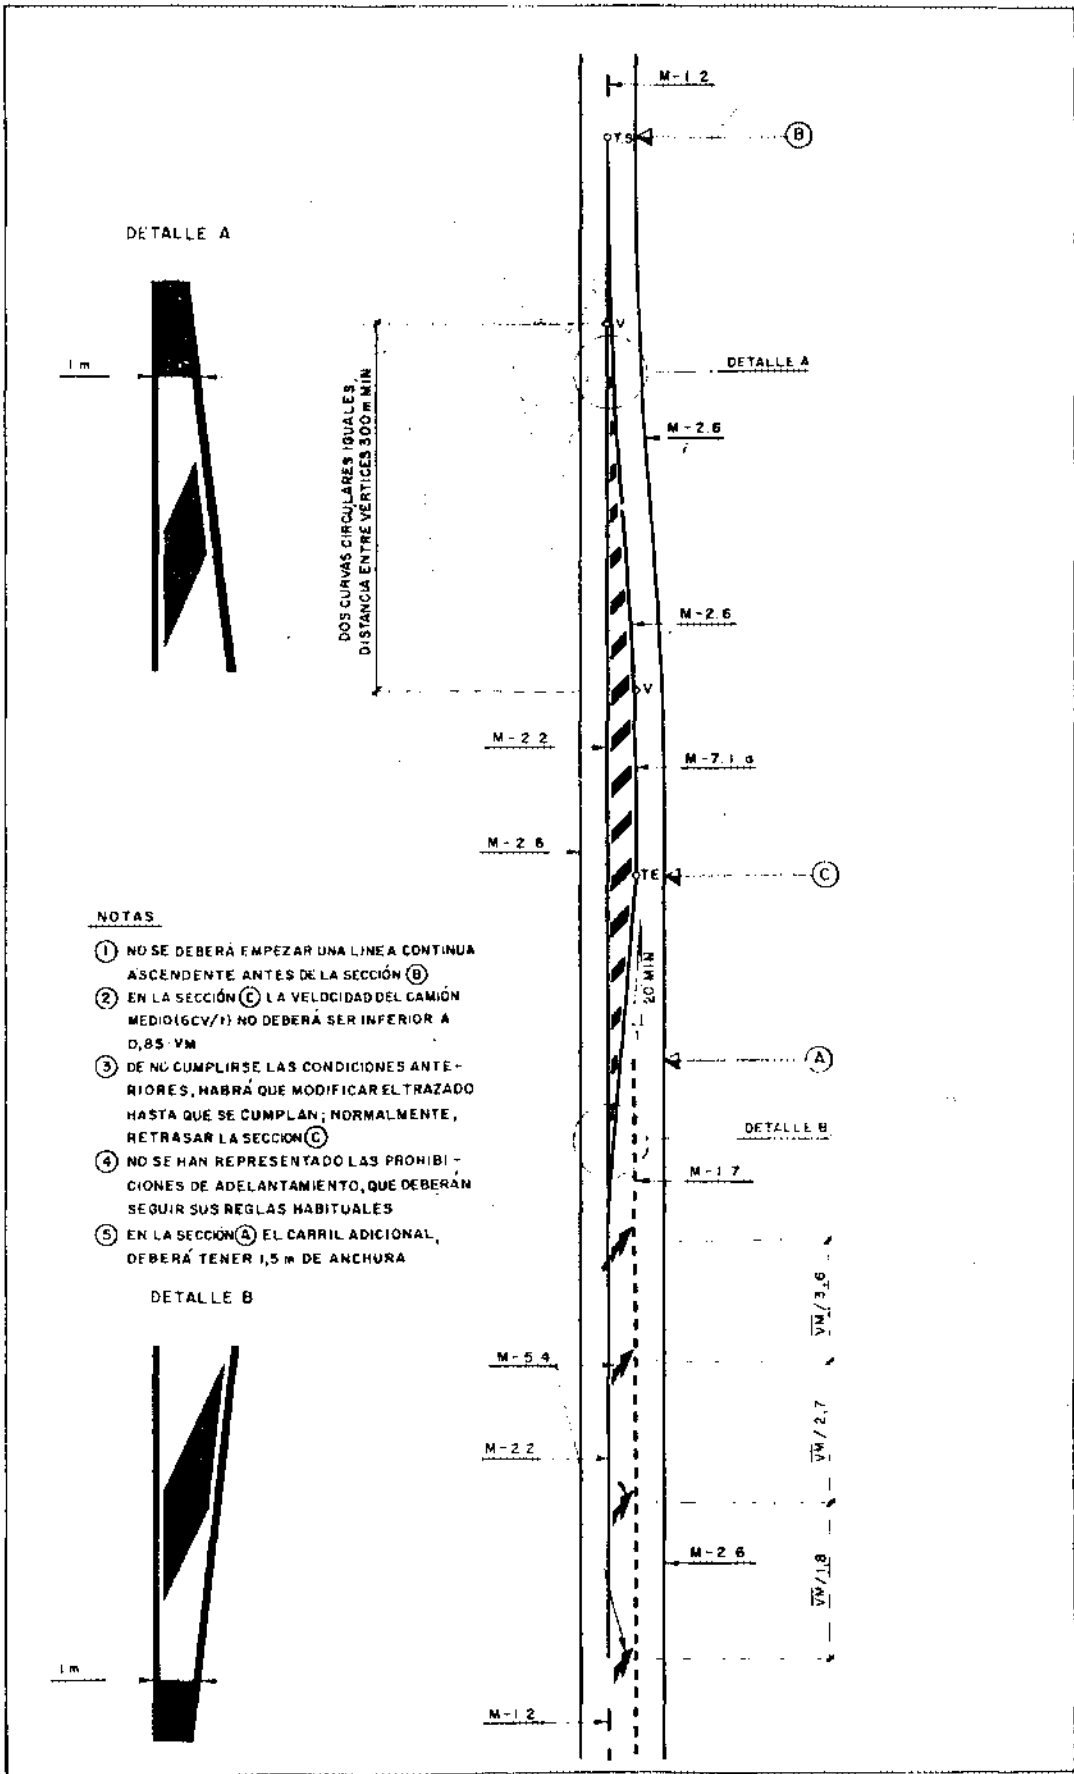 M-1.2
T.S
B
DETALLE A
V
1 m
DETALLE A
DOS CURVAS CIRCULARES IGUALES,
DISTANCIA ENTRE VÉRTICES 300m MIN
M-2.6
M-2.6
V
M-2.2
M-7.1 a
M-2.6
TE
C
NOTAS
1 NO SE DEBERÁ EMPEZAR UNA LINEA CONTINUA
ASCENDENTE ANTES DE LA SECCIÓN B
2 EN LA SECCIÓN C LA VELOCIDAD DEL CAMIÓN
MEDIO (6CV/t) NO DEBERÁ SER INFERIOR A
0,85 VM
3 DE NO CUMPLIRSE LAS CONDICIONES ANTE-
RIORES, HABRÁ QUE MODIFICAR EL TRAZADO
HASTA QUE SE CUMPLAN; NORMALMENTE,
RETRASAR LA SECCIÓN C
4 NO SE HAN REPRESENTADO LAS PROHIBI-
CIONES DE ADELANTAMIENTO, QUE DEBERÁN
SEGUIR SUS REGLAS HABITUALES
5 EN LA SECCIÓN A EL CARRIL ADICIONAL,
DEBERÁ TENER 1,5 m DE ANCHURA
20 MIN
A
DETALLE B
M-1.7
DETALLE B
VM/3,6
M-5.4
VM/2,7
M-2.2
M-2.6
VM/1,8
1 m
M-1.2